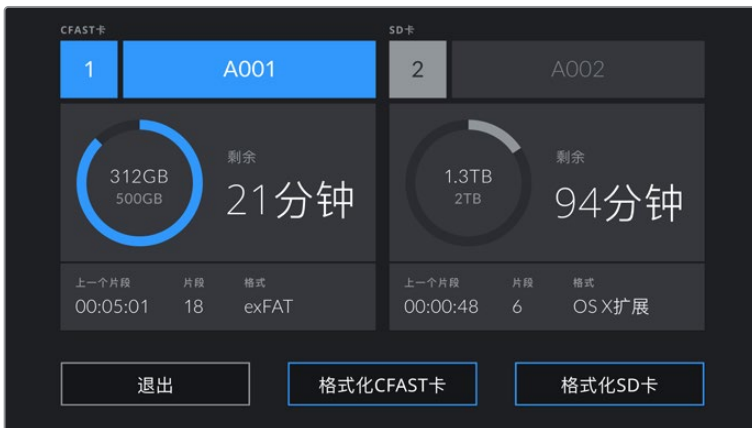 CFAST卡
1
A001
312GB
500GB
剩余
21分钟
上一个片段 片段 格式
00:05:01 18 exFAT
SD卡
2
A002
1.3TB
2TB
剩余
94分钟
上一个片段 片段 格式
00:00:48 6 OS X扩展
退出
格式化CFAST卡
格式化SD卡